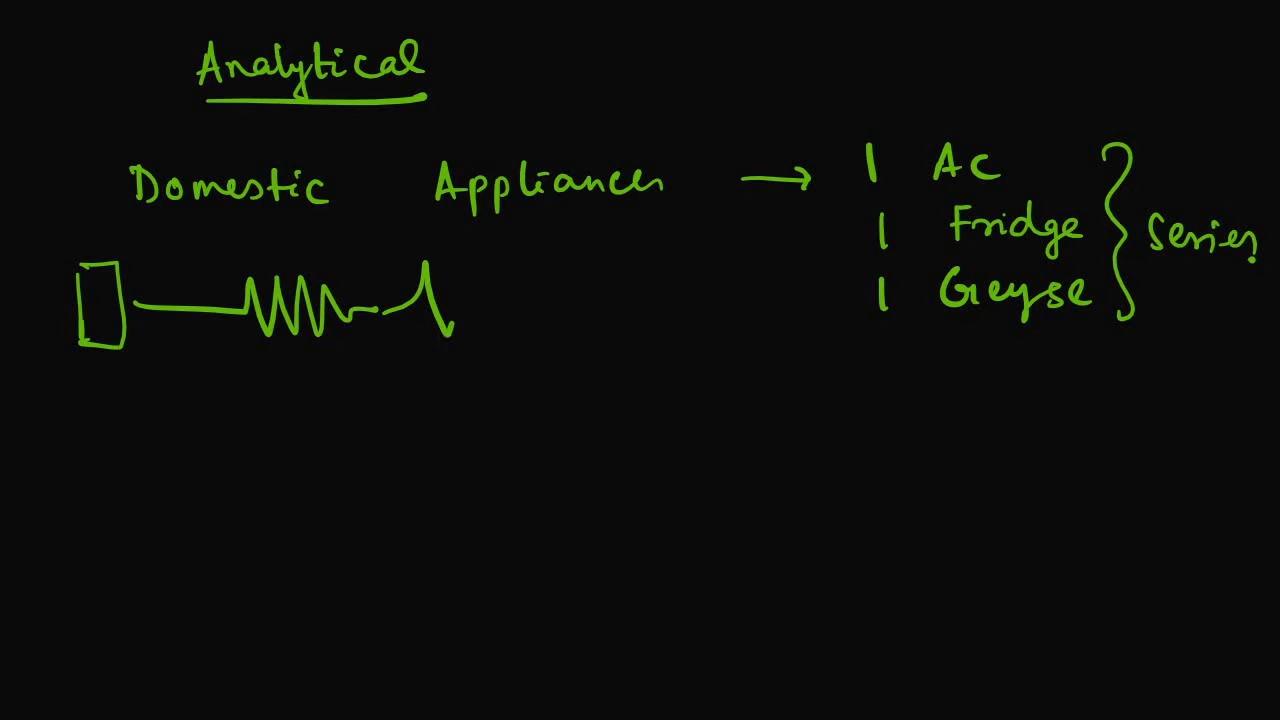 Analytical
Domestic Appliances → 1 Ac
1 Fridge
1 Geyse
Series